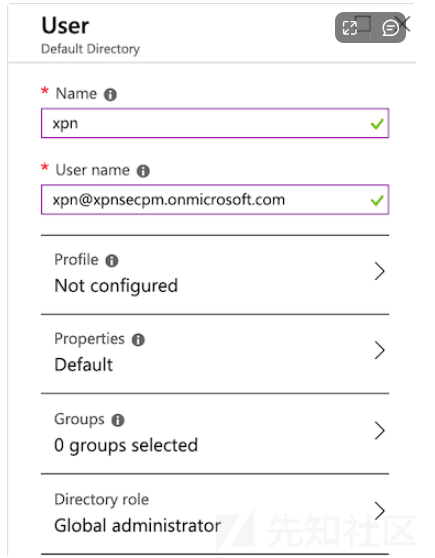 User
Default Directory
* Name
xpn
* User name
xpn@xpnsecpm.onmicrosoft.com
Profile
Not configured
Properties
Default
Groups
0 groups selected
Directory role
Global administrator
先知社区